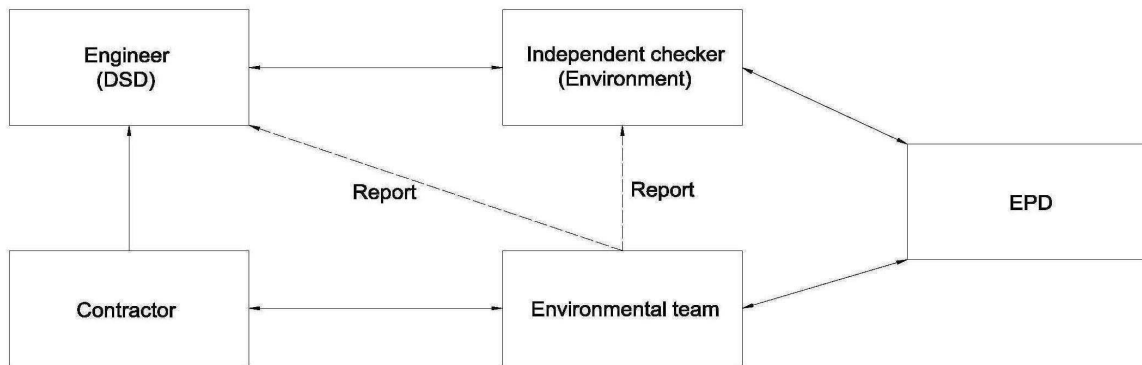 Engineer
(DSD)
Independent checker
(Environment)
Report
Report
EPD
Contractor
Environmental team